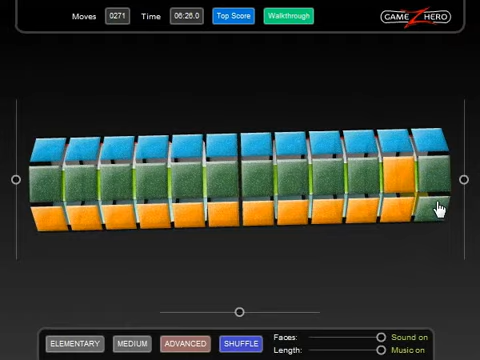 Moves 0271 Time 06:26.0 Top Score Walkthrough GAMEZHERO
ELEMENTARY MEDIUM ADVANCED SHUFFLE
Faces: Sound on
Length: Music on